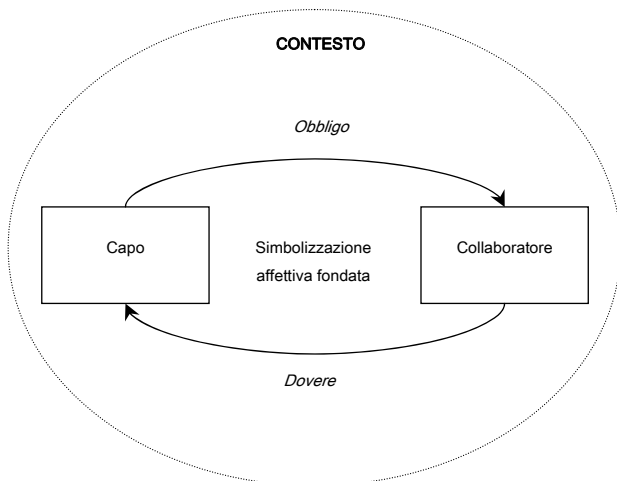 CONTESTO
Obbligo
Capo
Simbolizzazione
affettiva fondata
Collaboratore
Dovere